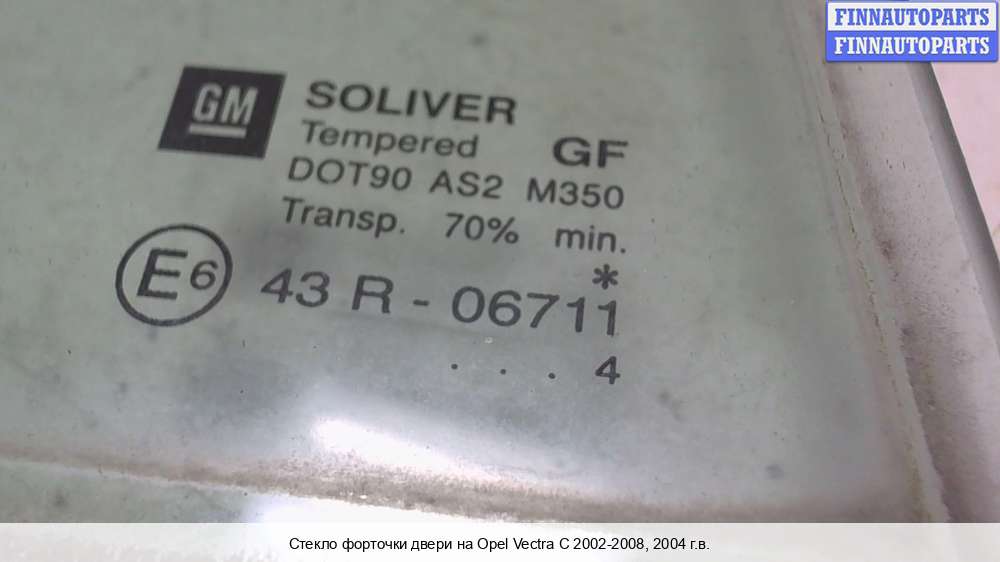 FINNAUTOPARTS
FINNAUTOPARTS
GM
SOLIVER
Tempered GF
DOT90 AS2 M350
Transp. 70% min.
*
E6 43 R - 06711
. . . 4
Стекло форточки двери на Opel Vectra C 2002-2008, 2004 г.в.